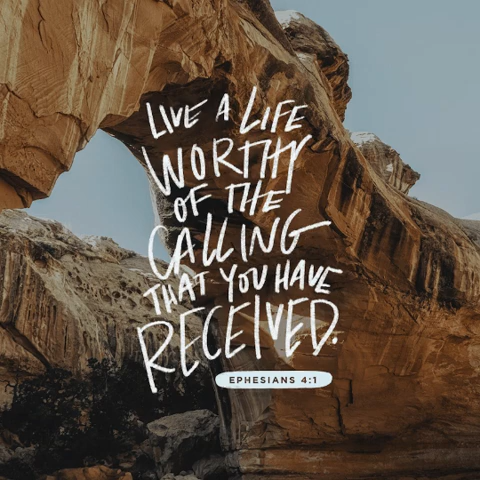 LIVE A LIFE
WORTHY
OF THE
CALLING
THAT YOU HAVE
RECEIVED.
EPHESIANS 4:1